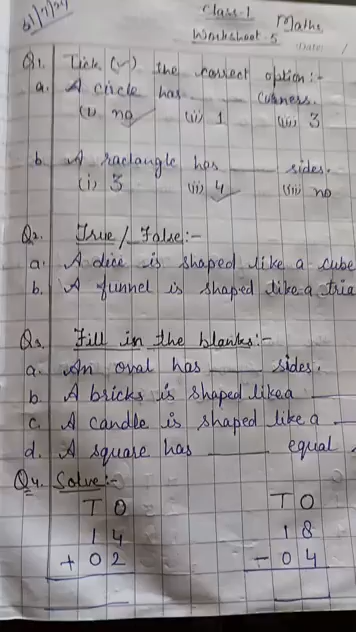 Class-1 Maths
Worksheet-5 Date: /
Q1. Tick (✓) the correct option:-
a. A circle has ____ corners.
(i) no ✓ (ii) 1 (iii) 3
b. A ractangle has ____ sides.
(i) 3 (ii) 4 ✓ (iii) no
Q2. True / False:-
a. A dice is shaped like a cube
b. A funnel is shaped like a tria
Q3. Fill in the blanks:-
a. An oval has ____ sides.
b. A bricks is shaped like a
c. A candle is shaped like a
d. A square has ____ equal
Q4. Solve:-
T O T O
1 4 1 8
+ 0 2 - 0 4